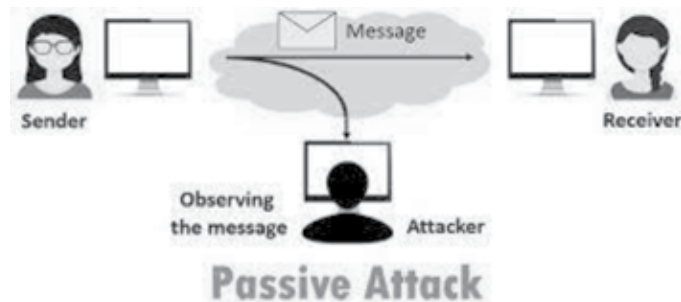 Message
Sender
Receiver
Observing
the message
Attacker
Passive Attack